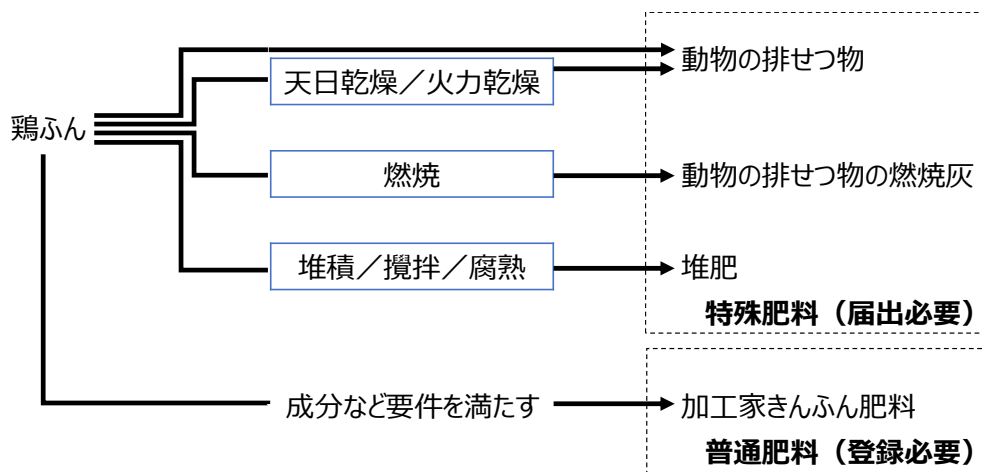 動物の排せつ物
天日乾燥／火力乾燥
鶏ふん
燃焼
動物の排せつ物の燃焼灰
堆積／攪拌／腐熟
堆肥
特殊肥料（届出必要）
成分など要件を満たす
加工家きんふん肥料
普通肥料（登録必要）